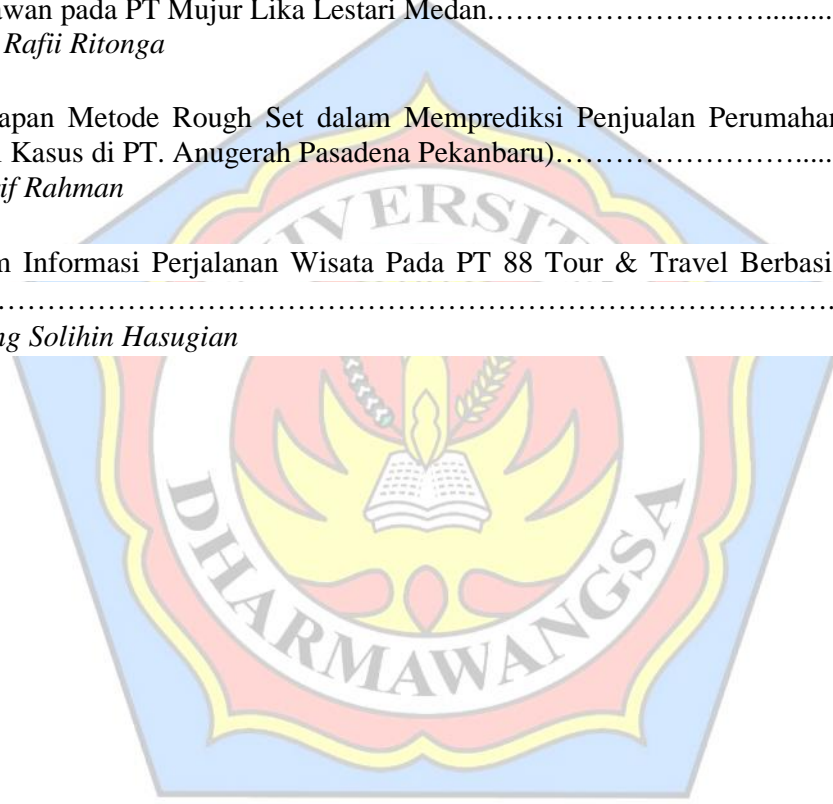 awan pada PT Mujur Lika Lestari Medan.………………………..........
Rafii Ritonga
apan Metode Rough Set dalam Memprediksi Penjualan Perumahan
Kasus di PT. Anugerah Pasadena Pekanbaru)……………………......
if Rahman
m Informasi Perjalanan Wisata Pada PT 88 Tour & Travel Berbasi
……………………………………………………………………….
ng Solihin Hasugian
IVERSIT
DHARMAWANGSA